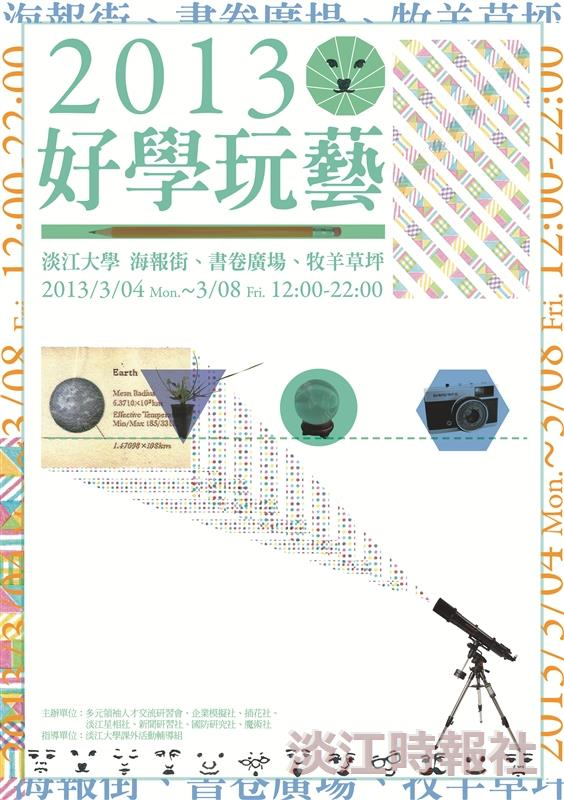 海報街、書卷廣場、牧羊草坪
2013
好學玩藝
淡江大學 海報街、書卷廣場、牧羊草坪
2013/3/04 Mon.~3/08 Fri. 12:00-22:00
Earth
Mean Radius
Effective Temper
主辦單位：多元領袖人才交流研習會、企業模擬社、插花社、
淡江星相社、新聞研習社、國防研究社、魔術社
指導單位：淡江大學課外活動輔導組
淡江時報社
海報街、書卷廣場、牧羊草坪
2013/3/04 Mon.~3/08 Fri. 12:00-22:00